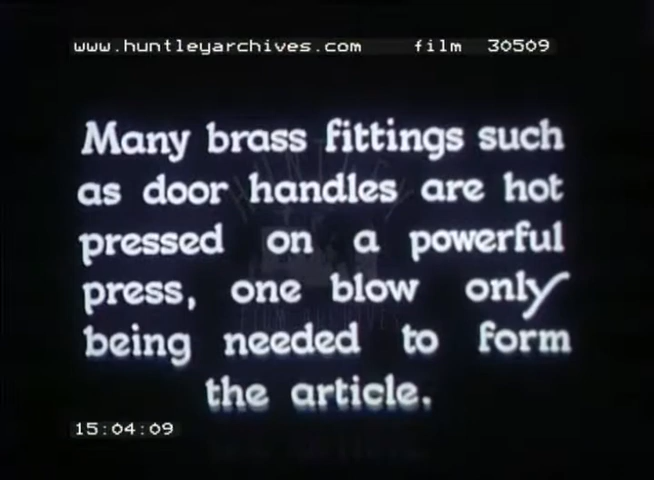 www.huntleyarchives.com film 30509
Many brass fittings such
as door handles are hot
pressed on a powerful
press, one blow only
being needed to form
the article.
15:04:09